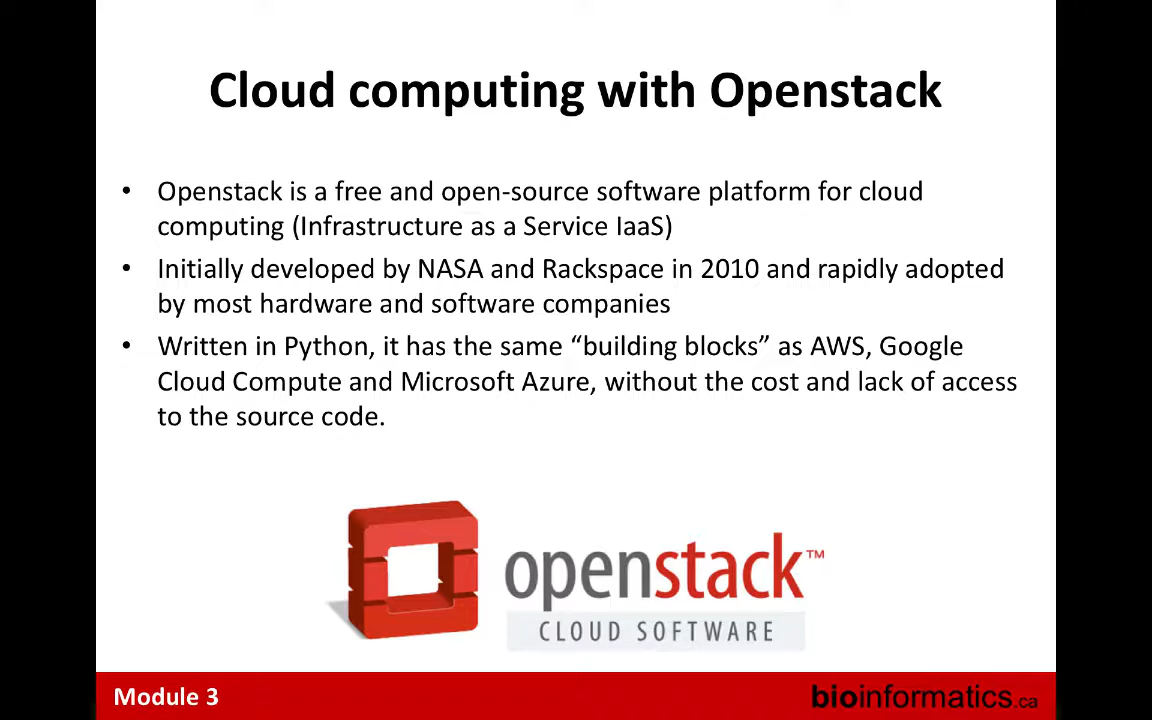 Cloud computing with Openstack
• Openstack is a free and open-source software platform for cloud
computing (Infrastructure as a Service IaaS)
• Initially developed by NASA and Rackspace in 2010 and rapidly adopted
by most hardware and software companies
• Written in Python, it has the same “building blocks” as AWS, Google
Cloud Compute and Microsoft Azure, without the cost and lack of access
to the source code.
openstack™
CLOUD SOFTWARE
Module 3
bioinformatics.ca